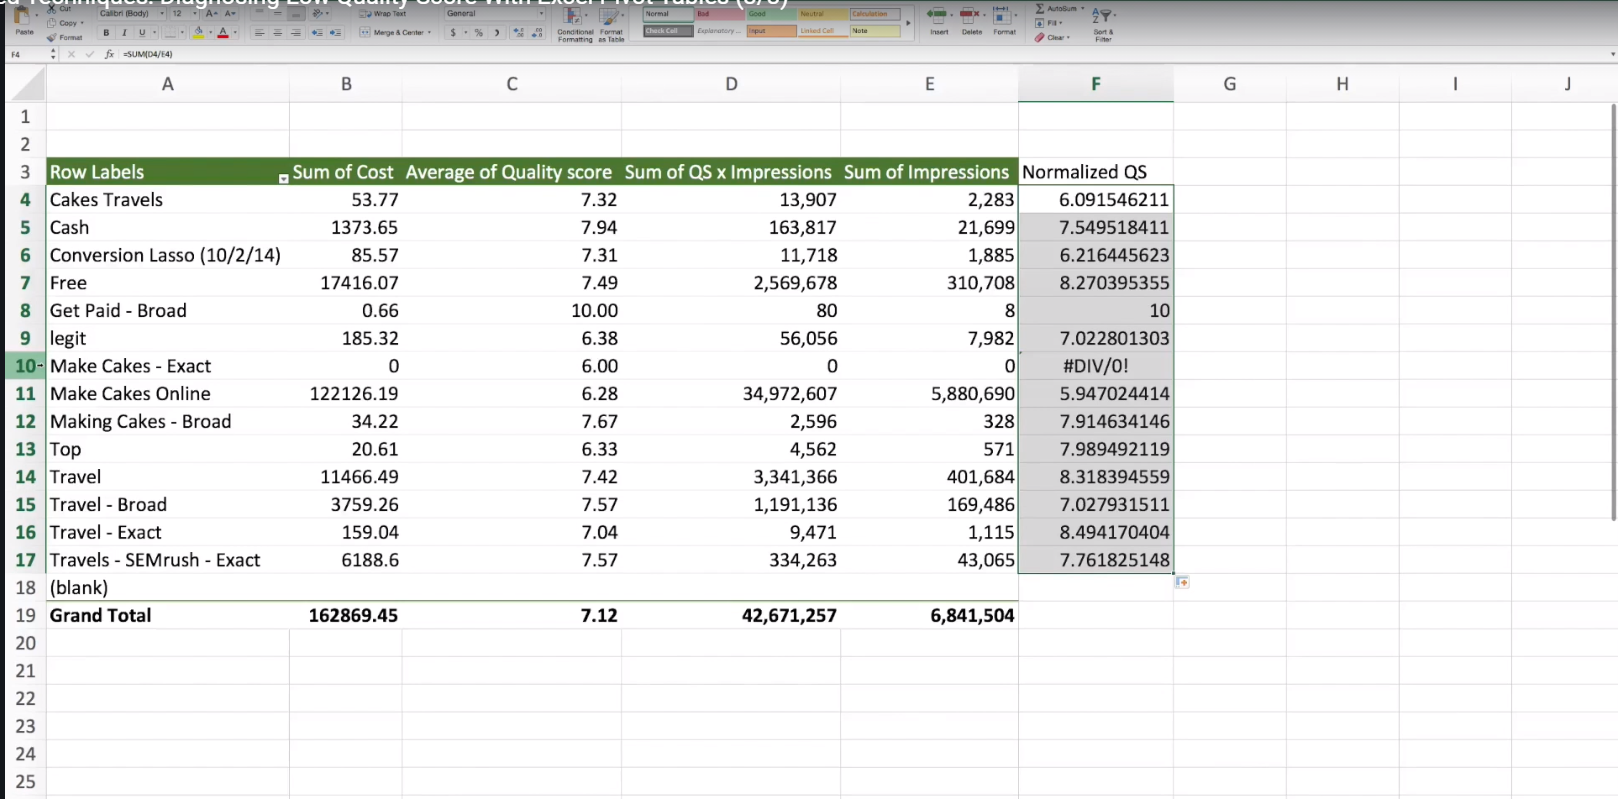 Techniques: Diagnosing Low Quality Score With Excel Pivot Tables
Cut Calibri (Body) 12 A A Wrap Text General Normal Bad Good Neutral Calculation AutoSum
Copy Fill
Paste Format B I U A Merge & Center $ % Conditional Formatting Format as Table Check Cell Explanatory ... Input Linked Cell Note Insert Delete Format Clear Sort & Filter
F4 fx =SUM(D4/E4)
A B C D E F G H I J
1
2
3 Row Labels Sum of Cost Average of Quality score Sum of QS x Impressions Sum of Impressions Normalized QS
4 Cakes Travels 53.77 7.32 13,907 2,283 6.091546211
5 Cash 1373.65 7.94 163,817 21,699 7.549518411
6 Conversion Lasso (10/2/14) 85.57 7.31 11,718 1,885 6.216445623
7 Free 17416.07 7.49 2,569,678 310,708 8.270395355
8 Get Paid - Broad 0.66 10.00 80 8 10
9 legit 185.32 6.38 56,056 7,982 7.022801303
10 Make Cakes - Exact 0 6.00 0 0 #DIV/0!
11 Make Cakes Online 122126.19 6.28 34,972,607 5,880,690 5.947024414
12 Making Cakes - Broad 34.22 7.67 2,596 328 7.914634146
13 Top 20.61 6.33 4,562 571 7.989492119
14 Travel 11466.49 7.42 3,341,366 401,684 8.318394559
15 Travel - Broad 3759.26 7.57 1,191,136 169,486 7.027931511
16 Travel - Exact 159.04 7.04 9,471 1,115 8.494170404
17 Travels - SEMrush - Exact 6188.6 7.57 334,263 43,065 7.761825148
18 (blank)
19 Grand Total 162869.45 7.12 42,671,257 6,841,504
20
21
22
23
24
25